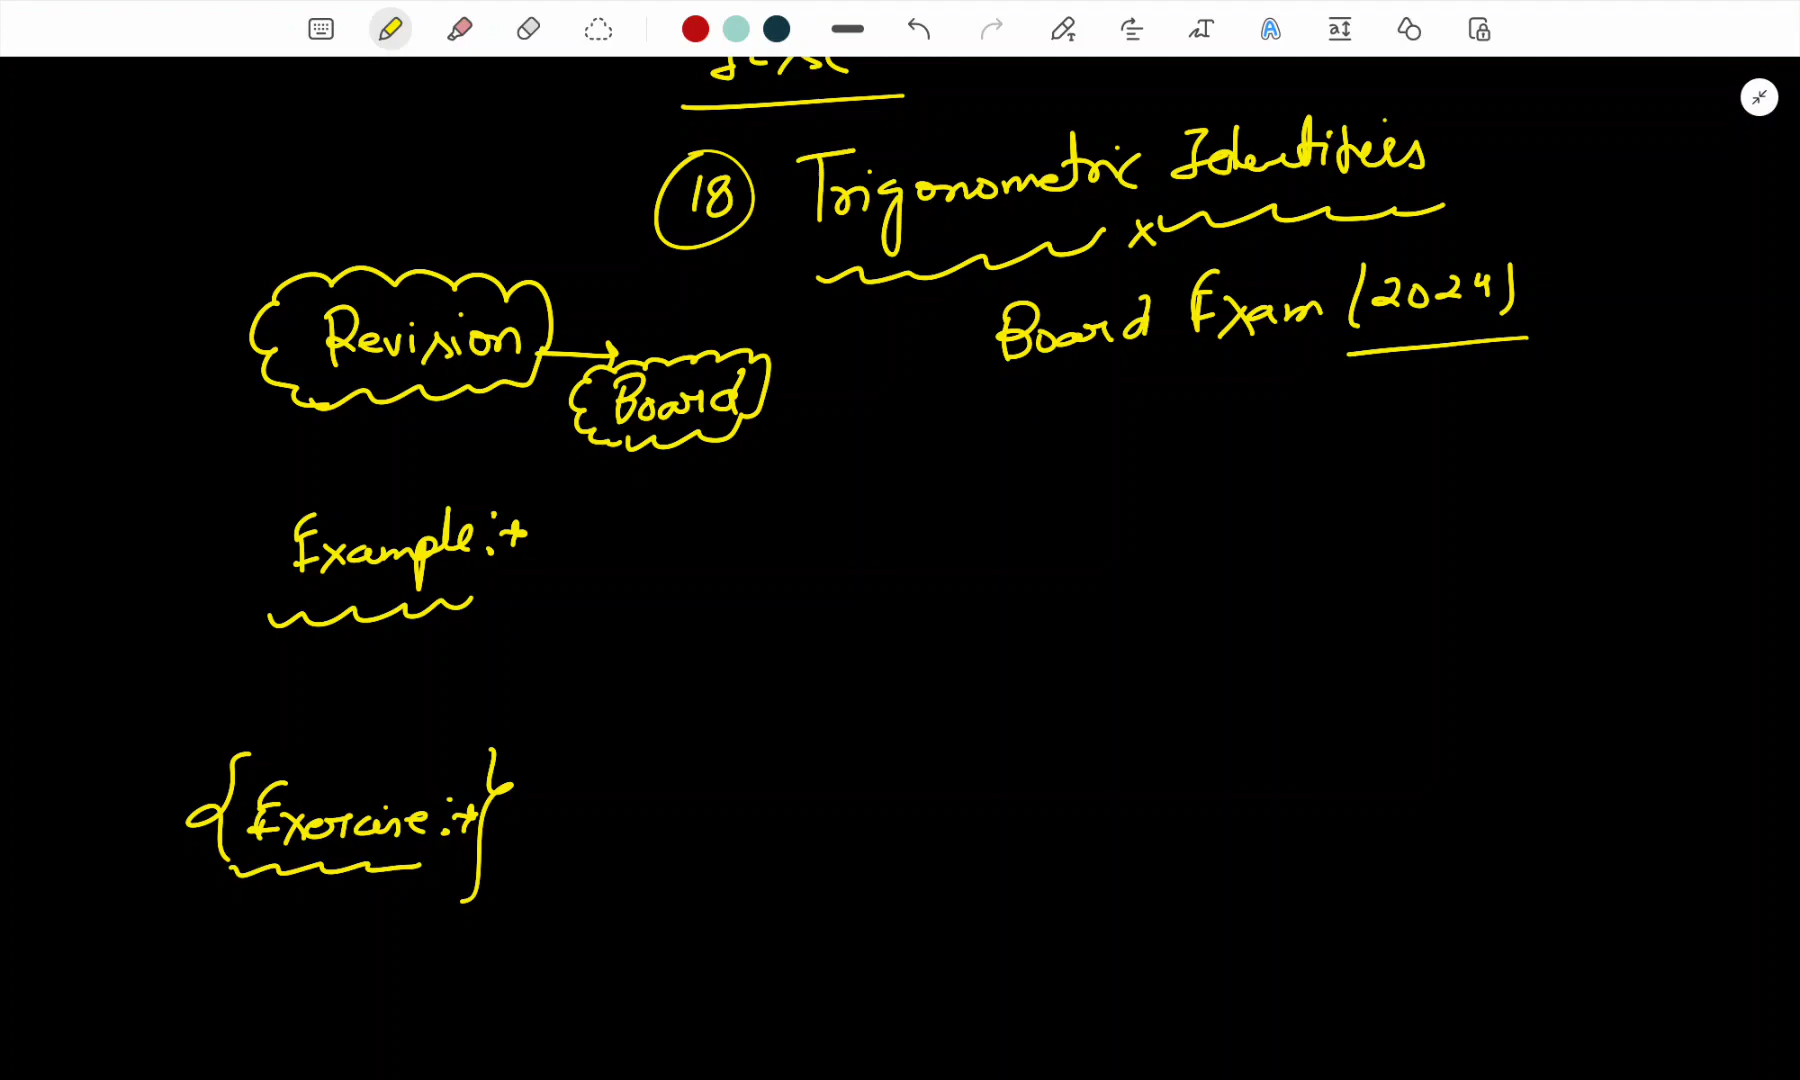 18 Trigonometric Identities
Board Exam (2024)
Revision
Board
Example :+
{ Exercise :+ }